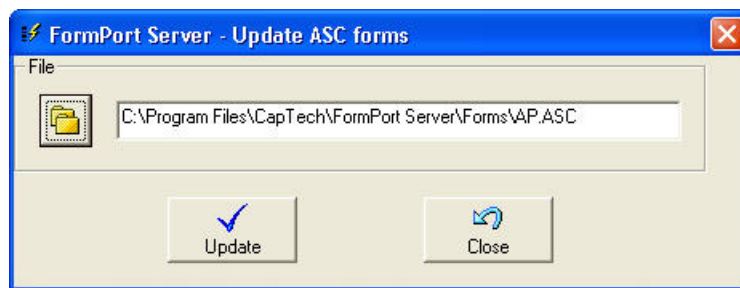 FormPort Server - Update ASC forms
File
C:\Program Files\CapTech\FormPort Server\Forms\AP.ASC
Update
Close